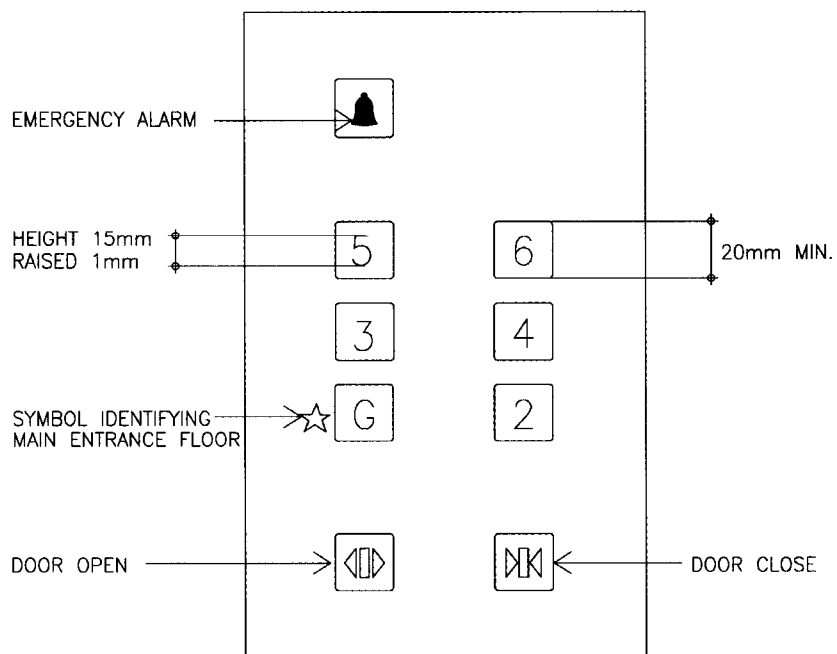 EMERGENCY ALARM
HEIGHT 15mm
RAISED 1mm
5
6
20mm MIN.
3
4
SYMBOL IDENTIFYING
MAIN ENTRANCE FLOOR
G
2
DOOR OPEN
DOOR CLOSE